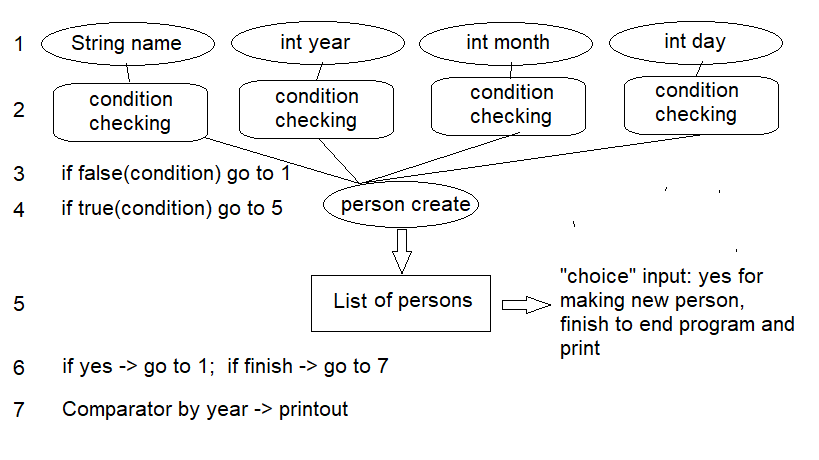 1 String name int year int month int day
2 condition checking condition checking condition checking condition checking
3 if false(condition) go to 1
4 if true(condition) go to 5 person create
5 List of persons
"choice" input: yes for
making new person,
finish to end program and
print
6 if yes -> go to 1; if finish -> go to 7
7 Comparator by year -> printout